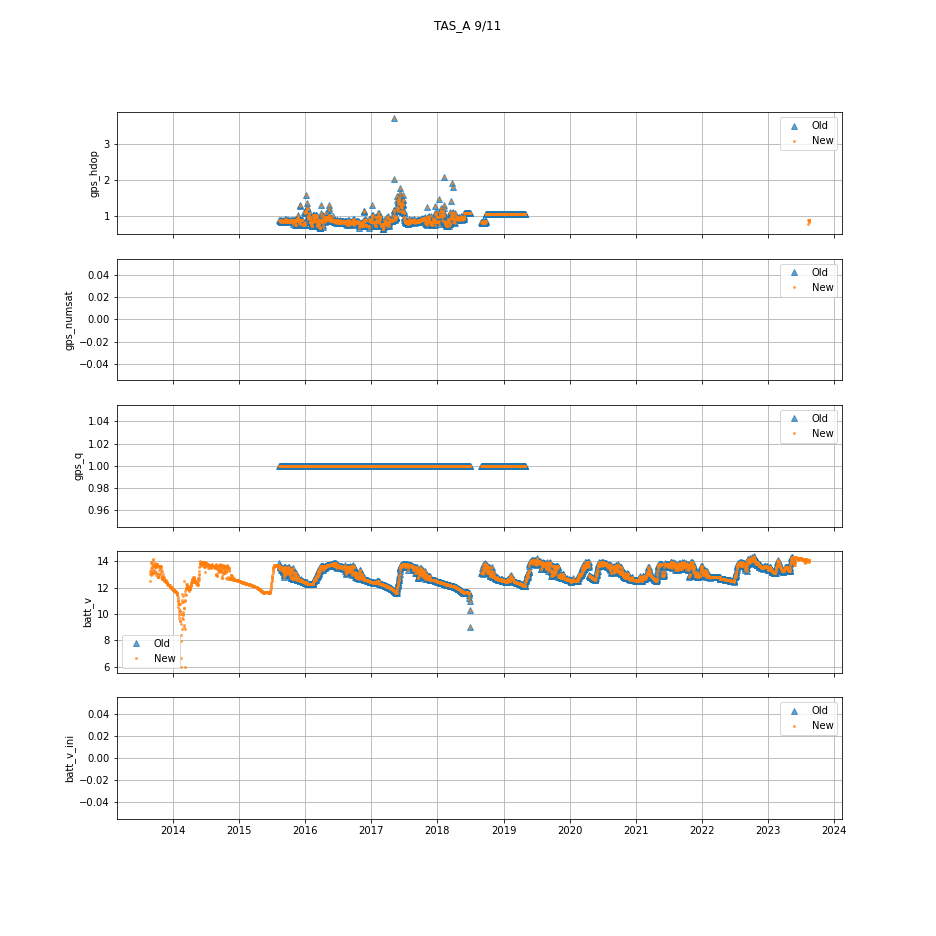 TAS_A 9/11
gps_hdop
3
2
1
Old
New
gps_numsat
0.04
0.02
0.00
−0.02
−0.04
Old
New
gps_q
1.04
1.02
1.00
0.98
0.96
Old
New
batt_v
14
12
10
8
6
Old
New
batt_v_ini
0.04
0.02
0.00
−0.02
−0.04
Old
New
2014 2015 2016 2017 2018 2019 2020 2021 2022 2023 2024